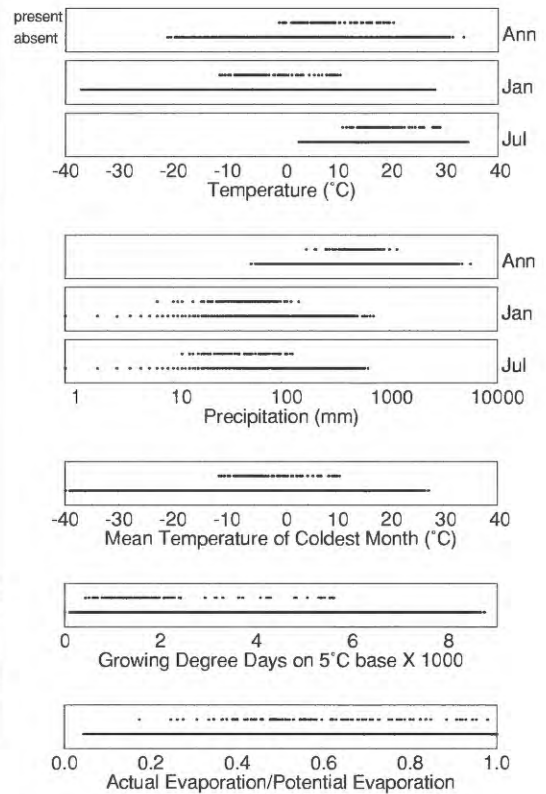 present
absent
Ann
Jan
Jul
-40 -30 -20 -10 0 10 20 30 40
Temperature (˚C)
Ann
Jan
Jul
1 10 100 1000 10000
Precipitation (mm)
-40 -30 -20 -10 0 10 20 30 40
Mean Temperature of Coldest Month (˚C)
0 2 4 6 8
Growing Degree Days on 5˚C base X 1000
0.0 0.2 0.4 0.6 0.8 1.0
Actual Evaporation/Potential Evaporation